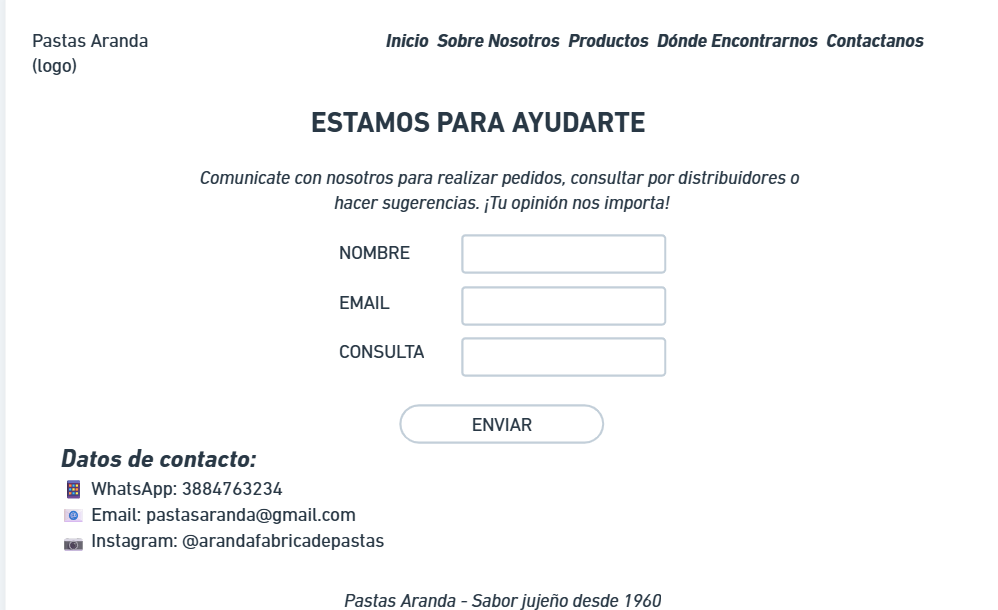 Pastas Aranda
(logo)
Inicio Sobre Nosotros Productos Dónde Encontrarnos Contactanos
ESTAMOS PARA AYUDARTE
Comunicate con nosotros para realizar pedidos, consultar por distribuidores o
hacer sugerencias. ¡Tu opinión nos importa!
NOMBRE
EMAIL
CONSULTA
ENVIAR
Datos de contacto:
WhatsApp: 3884763234
Email: pastasaranda@gmail.com
Instagram: @arandafabricadepastas
Pastas Aranda - Sabor jujeño desde 1960